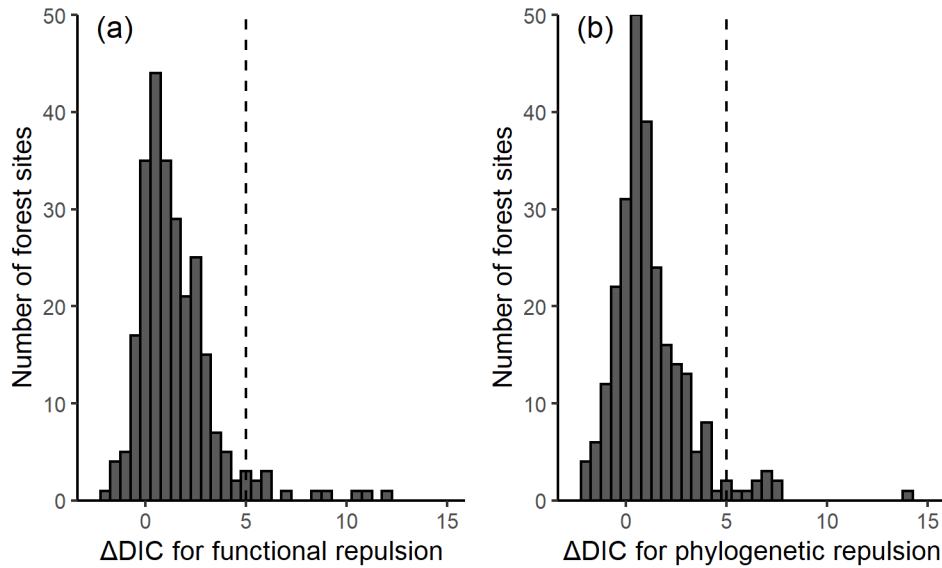 (a)
Number of forest sites
50
40
30
20
10
0
0 5 10 15
ΔDIC for functional repulsion
(b)
Number of forest sites
50
40
30
20
10
0
0 5 10 15
ΔDIC for phylogenetic repulsion